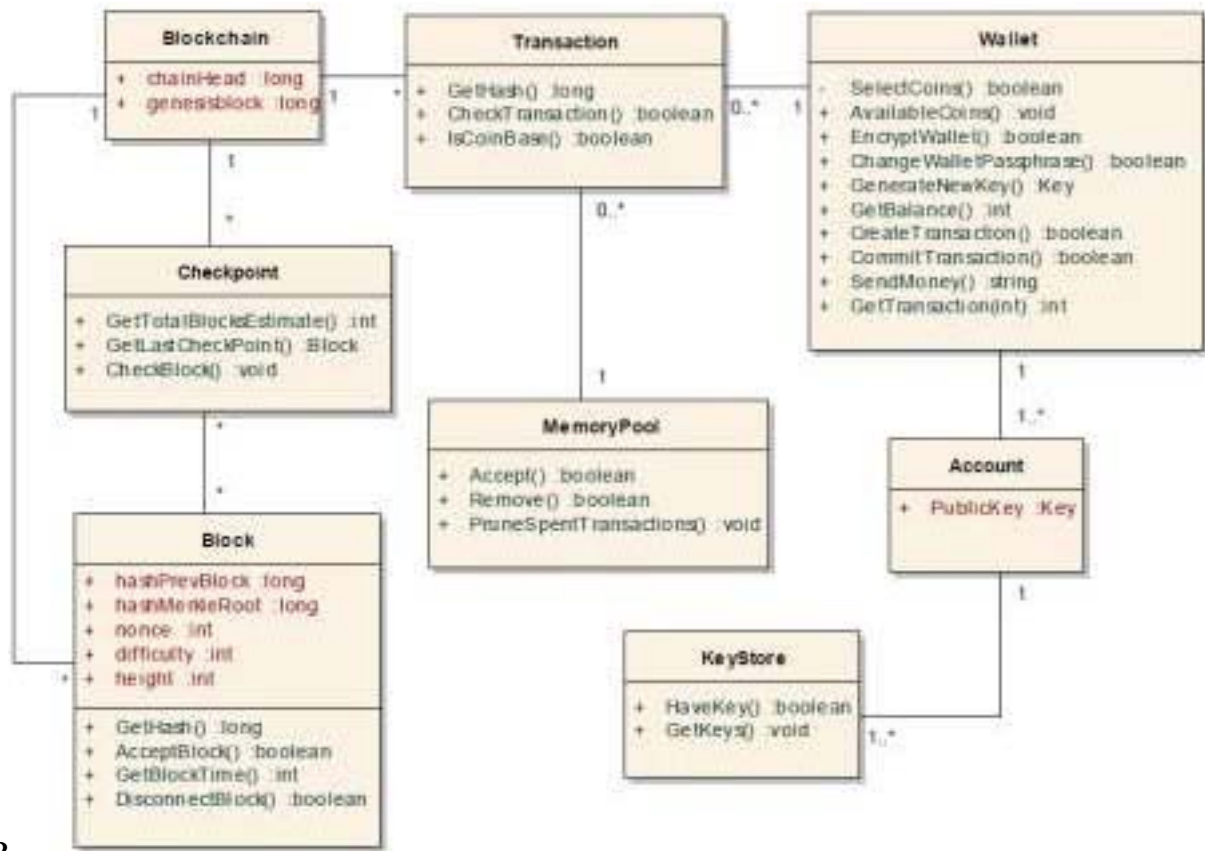 Blockchain
+ chainHead :long
+ genesisblock :long
1
1
1
*
*
Transaction
+ GetHash() :long
+ CheckTransaction() :boolean
+ IsCoinBase() :boolean
0..*
1
0..*
1
Wallet
- SelectCoins() :boolean
+ AvailableCoins() :void
+ EncryptWallet() :boolean
+ ChangeWalletPassphrase() :boolean
+ GenerateNewKey() :Key
+ GetBalance() :int
+ CreateTransaction() :boolean
+ CommitTransaction() :boolean
+ SendMoney() :string
+ GetTransaction(int) :int
1
1..*
Checkpoint
+ GetTotalBlocksEstimate() :int
+ GetLastCheckPoint() :Block
+ CheckBlock() :void
*
*
MemoryPool
+ Accept() :boolean
+ Remove() :boolean
+ PruneSpentTransactions() :void
Account
+ PublicKey :Key
1
1..*
Block
+ hashPrevBlock :long
+ hashMerkleRoot :long
+ nonce :int
+ difficulty :int
+ height :int
*
+ GetHash() :long
+ AcceptBlock() :boolean
+ GetBlockTime() :int
+ DisconnectBlock() :boolean
KeyStore
+ HaveKey() :boolean
+ GetKeys() :void